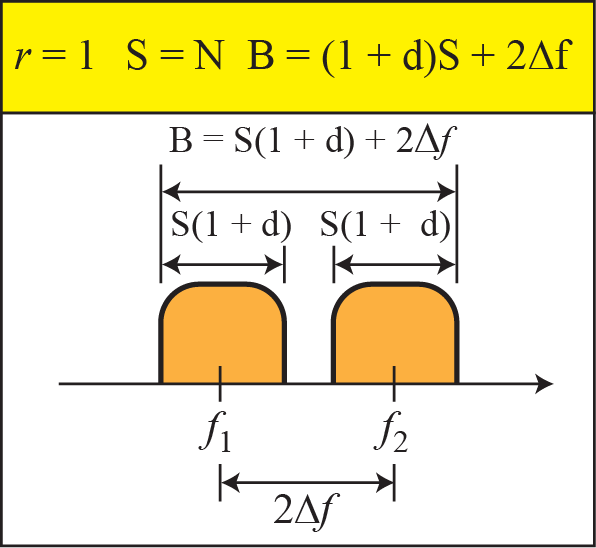 r = 1 S = N B = (1 + d)S + 2Δf
B = S(1 + d) + 2Δf
S(1 + d) S(1 + d)
f1 f2
2Δf